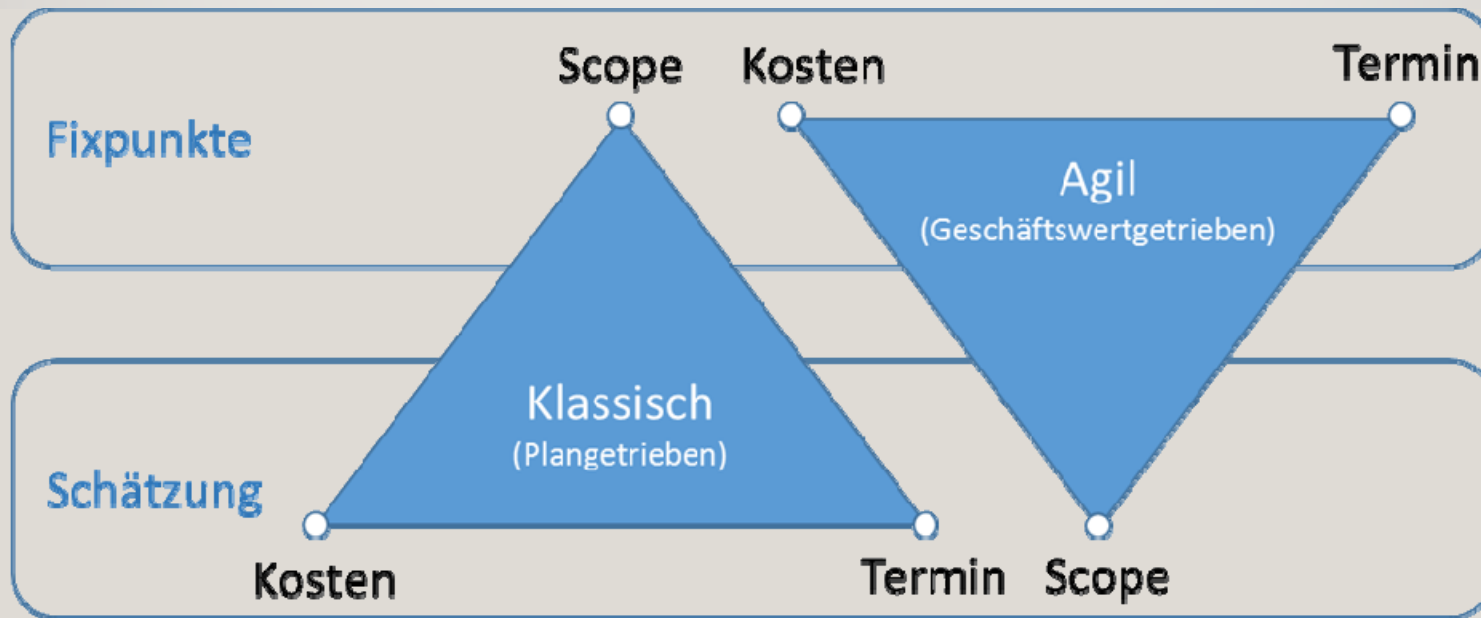 Scope Kosten Termin
Fixpunkte
Agil
(Geschäftswertgetrieben)
Klassisch
(Plangetrieben)
Schätzung
Kosten Termin Scope